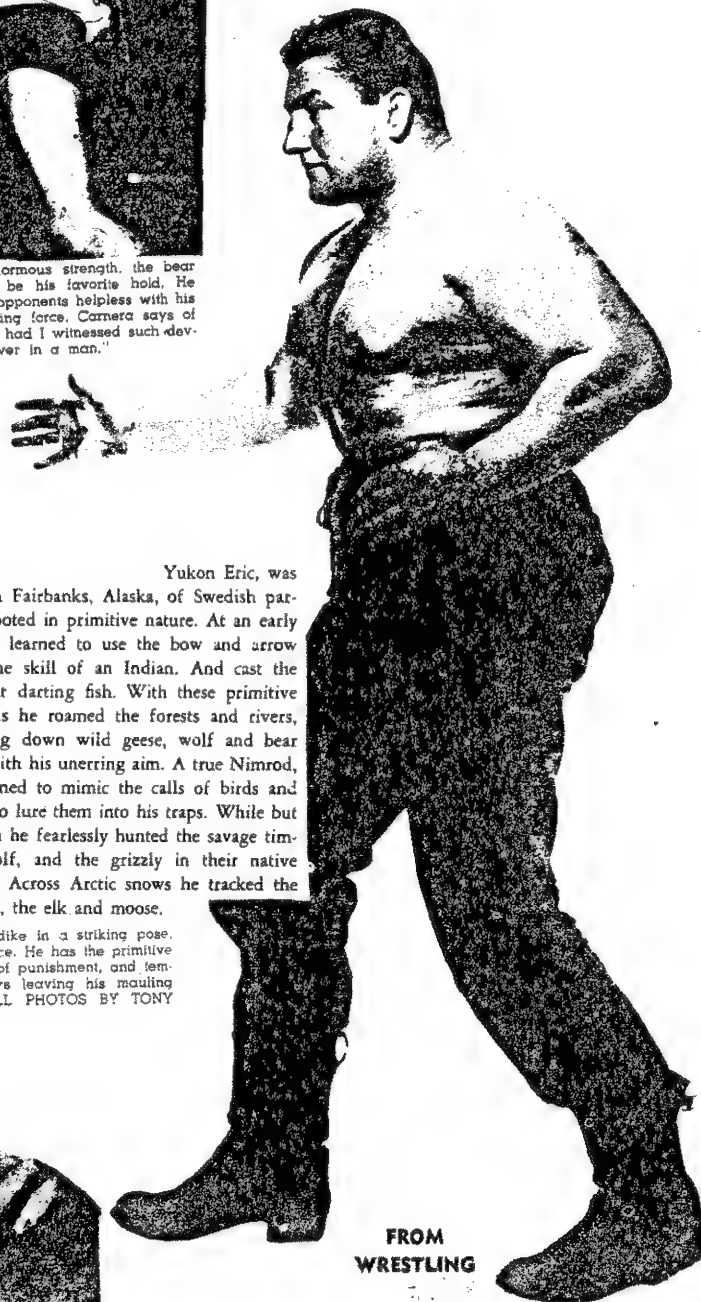 ormous strength, the bear
be his favorite hold. He
opponents helpless with his
ing force. Carnera says of
had I witnessed such dev-
ver in a man."
Yukon Eric, was
Fairbanks, Alaska, of Swedish par-
oted in primitive nature. At an early
learned to use the bow and arrow
e skill of an Indian. And cast the
t darting fish. With these primitive
s he roamed the forests and rivers,
g down wild geese, wolf and bear
ith his unerring aim. A true Nimrod,
ned to mimic the calls of birds and
o lure them into his traps. While but
he fearlessly hunted the savage tim-
olf, and the grizzly in their native
Across Arctic snows he tracked the
, the elk and moose.
dike in a striking pose.
ce. He has the primitive
of punishment, and tem-
ys leaving his mauling
LL PHOTOS BY TONY
FROM
WRESTLING